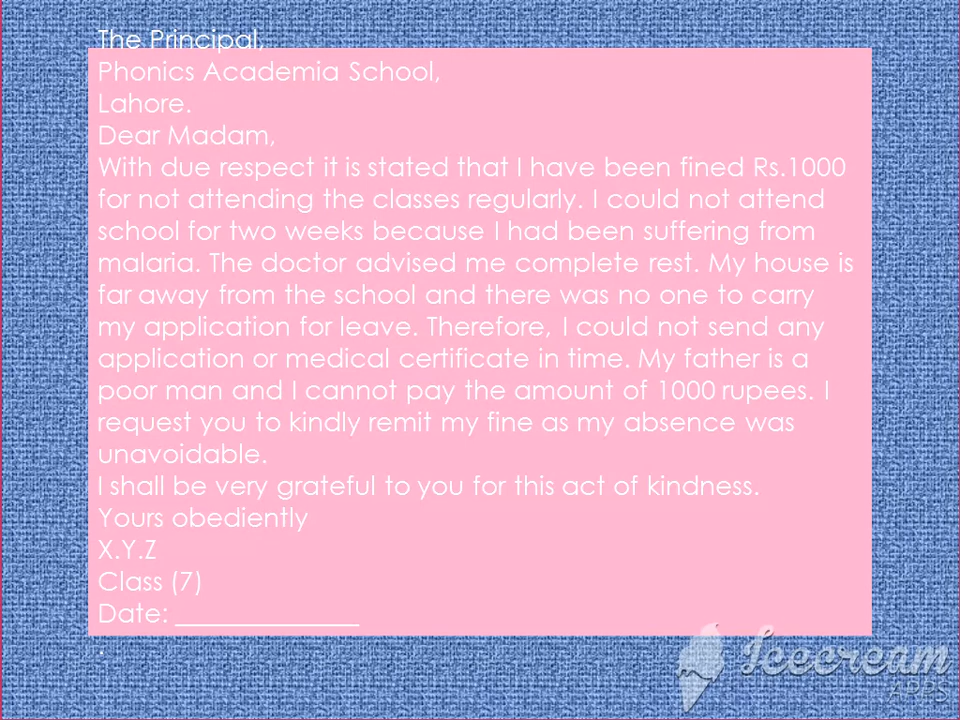 The Principal,
Phonics Academia School,
Lahore.
Dear Madam,
With due respect it is stated that I have been fined Rs.1000
for not attending the classes regularly. I could not attend
school for two weeks because I had been suffering from
malaria. The doctor advised me complete rest. My house is
far away from the school and there was no one to carry
my application for leave. Therefore, I could not send any
application or medical certificate in time. My father is a
poor man and I cannot pay the amount of 1000 rupees. I
request you to kindly remit my fine as my absence was
unavoidable.
I shall be very grateful to you for this act of kindness.
Yours obediently
X.Y.Z
Class (7)
Date: ______________
.
Icecream
APPS